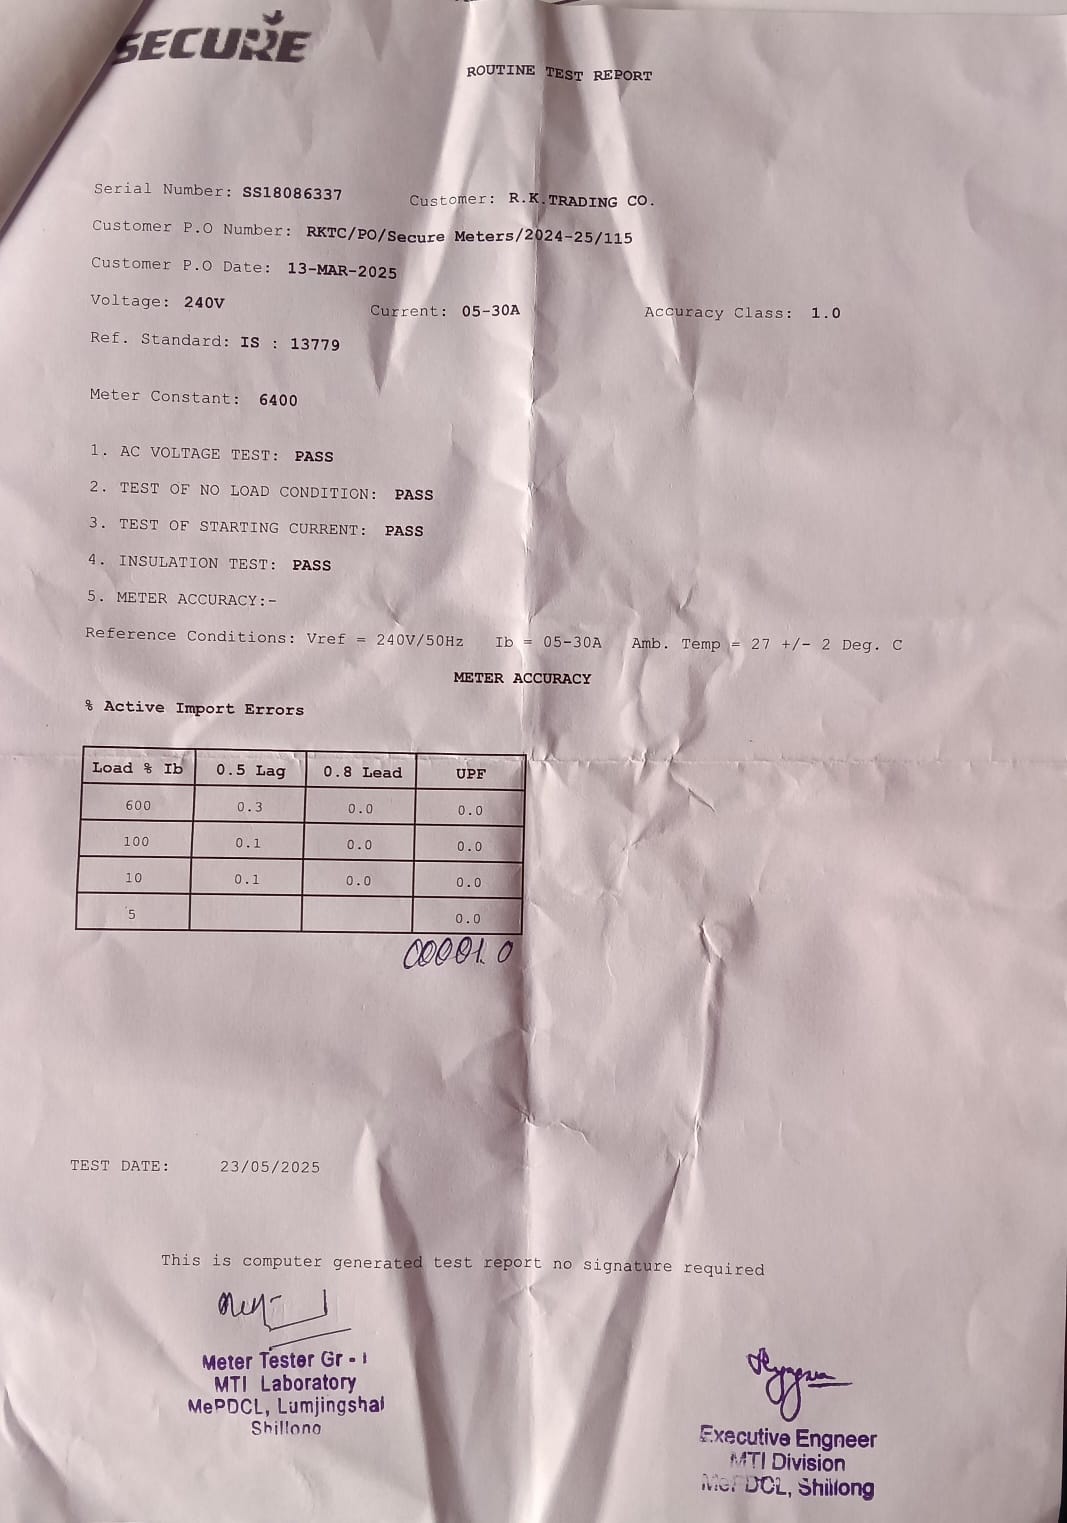 SECURE
ROUTINE TEST REPORT
Serial Number: SS18086337 Customer: R.K.TRADING CO.
Customer P.O Number: RKTC/PO/Secure Meters/2024-25/115
Customer P.O Date: 13-MAR-2025
Voltage: 240V Current: 05-30A Accuracy Class: 1.0
Ref. Standard: IS : 13779
Meter Constant: 6400
1. AC VOLTAGE TEST: PASS
2. TEST OF NO LOAD CONDITION: PASS
3. TEST OF STARTING CURRENT: PASS
4. INSULATION TEST: PASS
5. METER ACCURACY:-
Reference Conditions: Vref = 240V/50Hz Ib = 05-30A Amb. Temp = 27 +/- 2 Deg. C
METER ACCURACY
% Active Import Errors
Load % Ib 0.5 Lag 0.8 Lead UPF
600 0.3 0.0 0.0
100 0.1 0.0 0.0
10 0.1 0.0 0.0
5 0.0
00001.0
TEST DATE: 23/05/2025
This is computer generated test report no signature required
Meter Tester Gr - I
MTI Laboratory
MePDCL, Lumjingshai
Shillong
Executive Engneer
MTI Division
MePDCL, Shillong